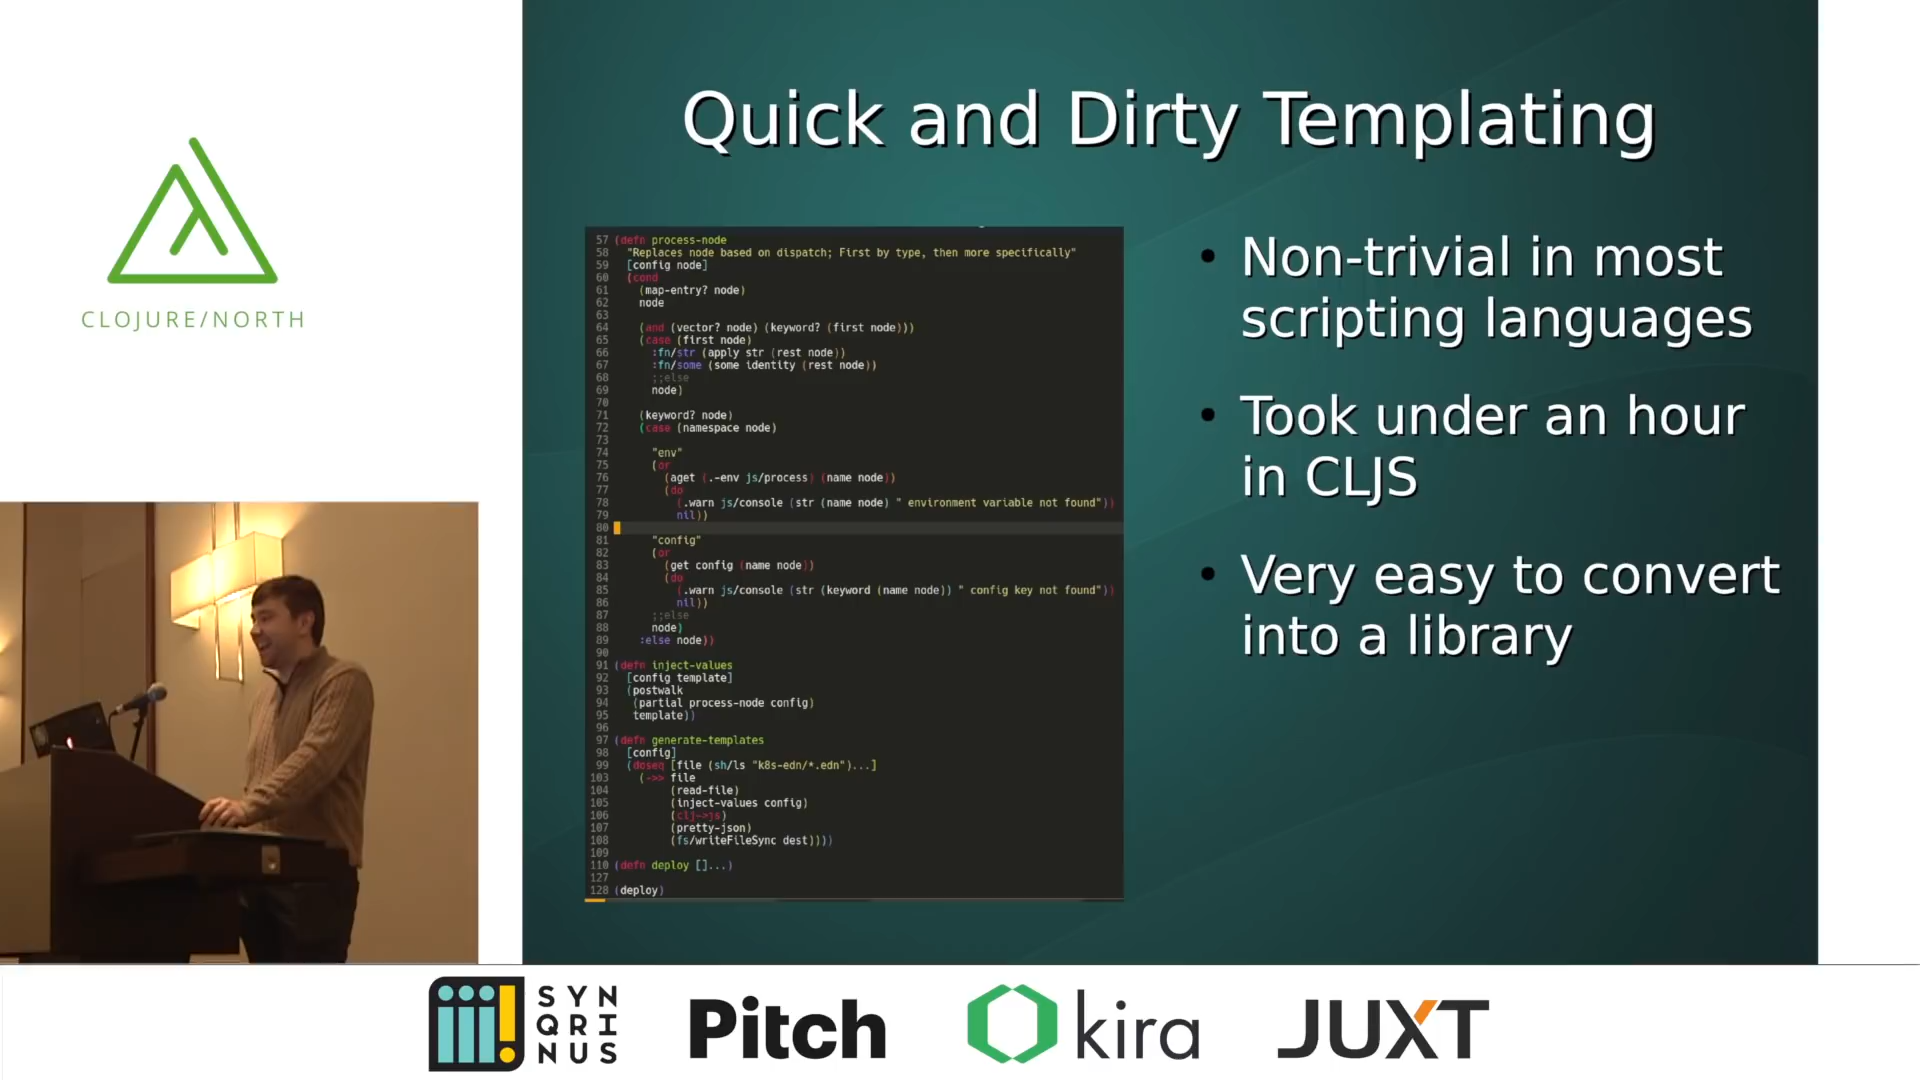 CLOJURE/NORTH
Quick and Dirty Templating
57 (defn process-node
58 "Replaces node based on dispatch; First by type, then more specifically"
59 [config node]
60 (cond
61 (map-entry? node)
62 node
63
64 (and (vector? node) (keyword? (first node)))
65 (case (first node)
66 :fn/str (apply str (rest node))
67 :fn/some (some identity (rest node))
68 ;;else
69 node)
70
71 (keyword? node)
72 (case (namespace node)
73
74 "env"
75 (or
76 (aget (.-env js/process) (name node))
77 (do
78 (.warn js/console (str (name node) " environment variable not found"))
79 nil))
80
81 "config"
82 (or
83 (get config (name node))
84 (do
85 (.warn js/console (str (keyword (name node)) " config key not found"))
86 nil))
87 ;;else
88 node)
89 :else node))
90
91 (defn inject-values
92 [config template]
93 (postwalk
94 (partial process-node config)
95 template))
96
97 (defn generate-templates
98 [config]
99 (doseq [file (sh/ls "k8s-edn/*.edn")...]
103 (->> file
104 (read-file)
105 (inject-values config)
106 (clj->js)
107 (pretty-json)
108 (fs/writeFileSync dest))))
109
110 (defn deploy []...)
127
128 (deploy)
• Non-trivial in most
scripting languages
• Took under an hour
in CLJS
• Very easy to convert
into a library
SYN
QRI
NUS
Pitch
kira
JUXT